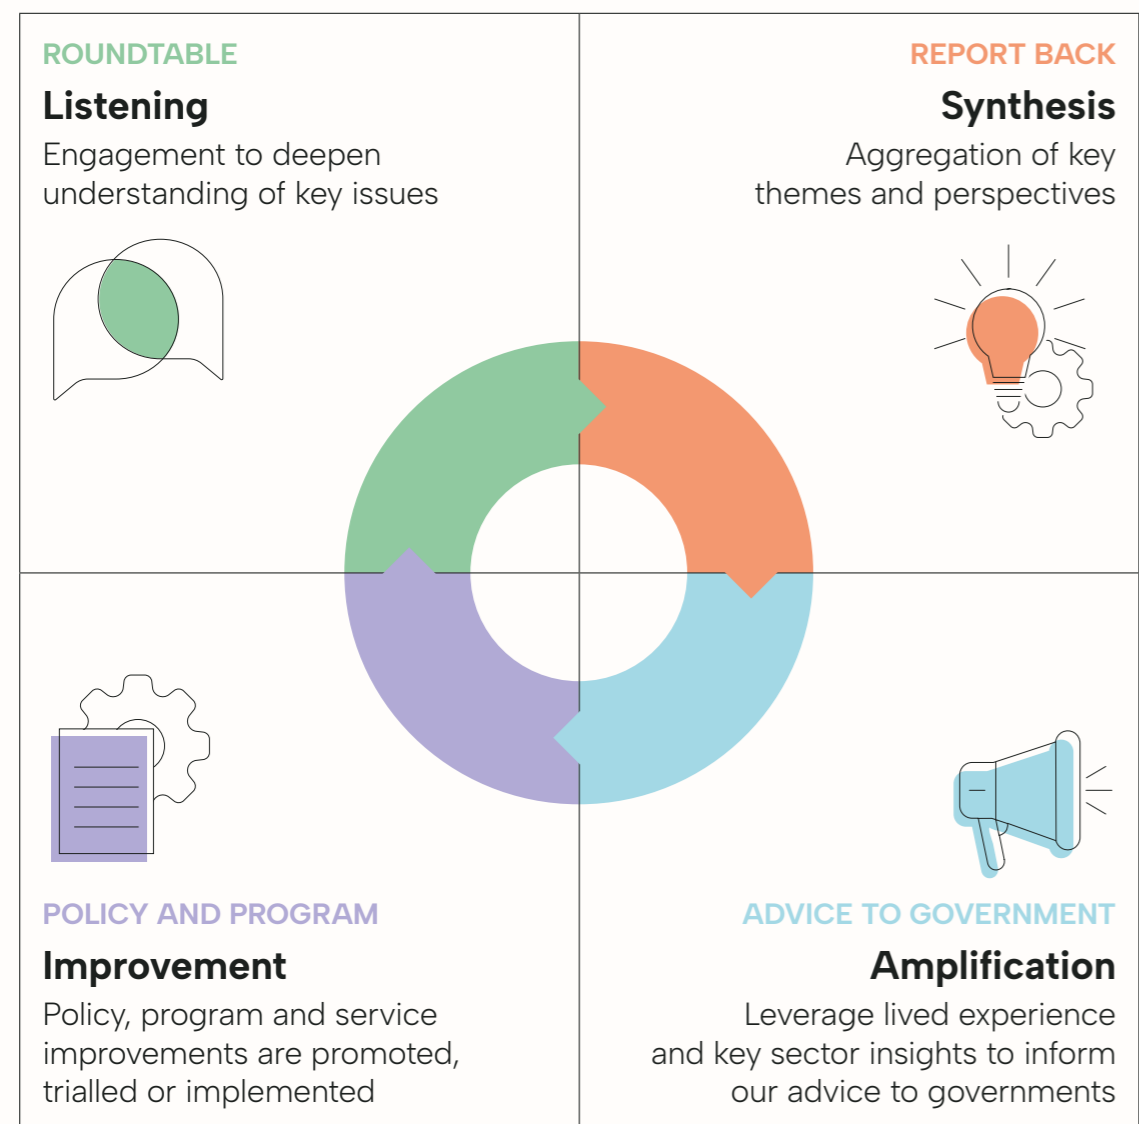 ROUNDTABLE
Listening
Engagement to deepen
understanding of key issues
REPORT BACK
Synthesis
Aggregation of key
themes and perspectives
POLICY AND PROGRAM
Improvement
Policy, program and service
improvements are promoted,
trialled or implemented
ADVICE TO GOVERNMENT
Amplification
Leverage lived experience
and key sector insights to inform
our advice to governments